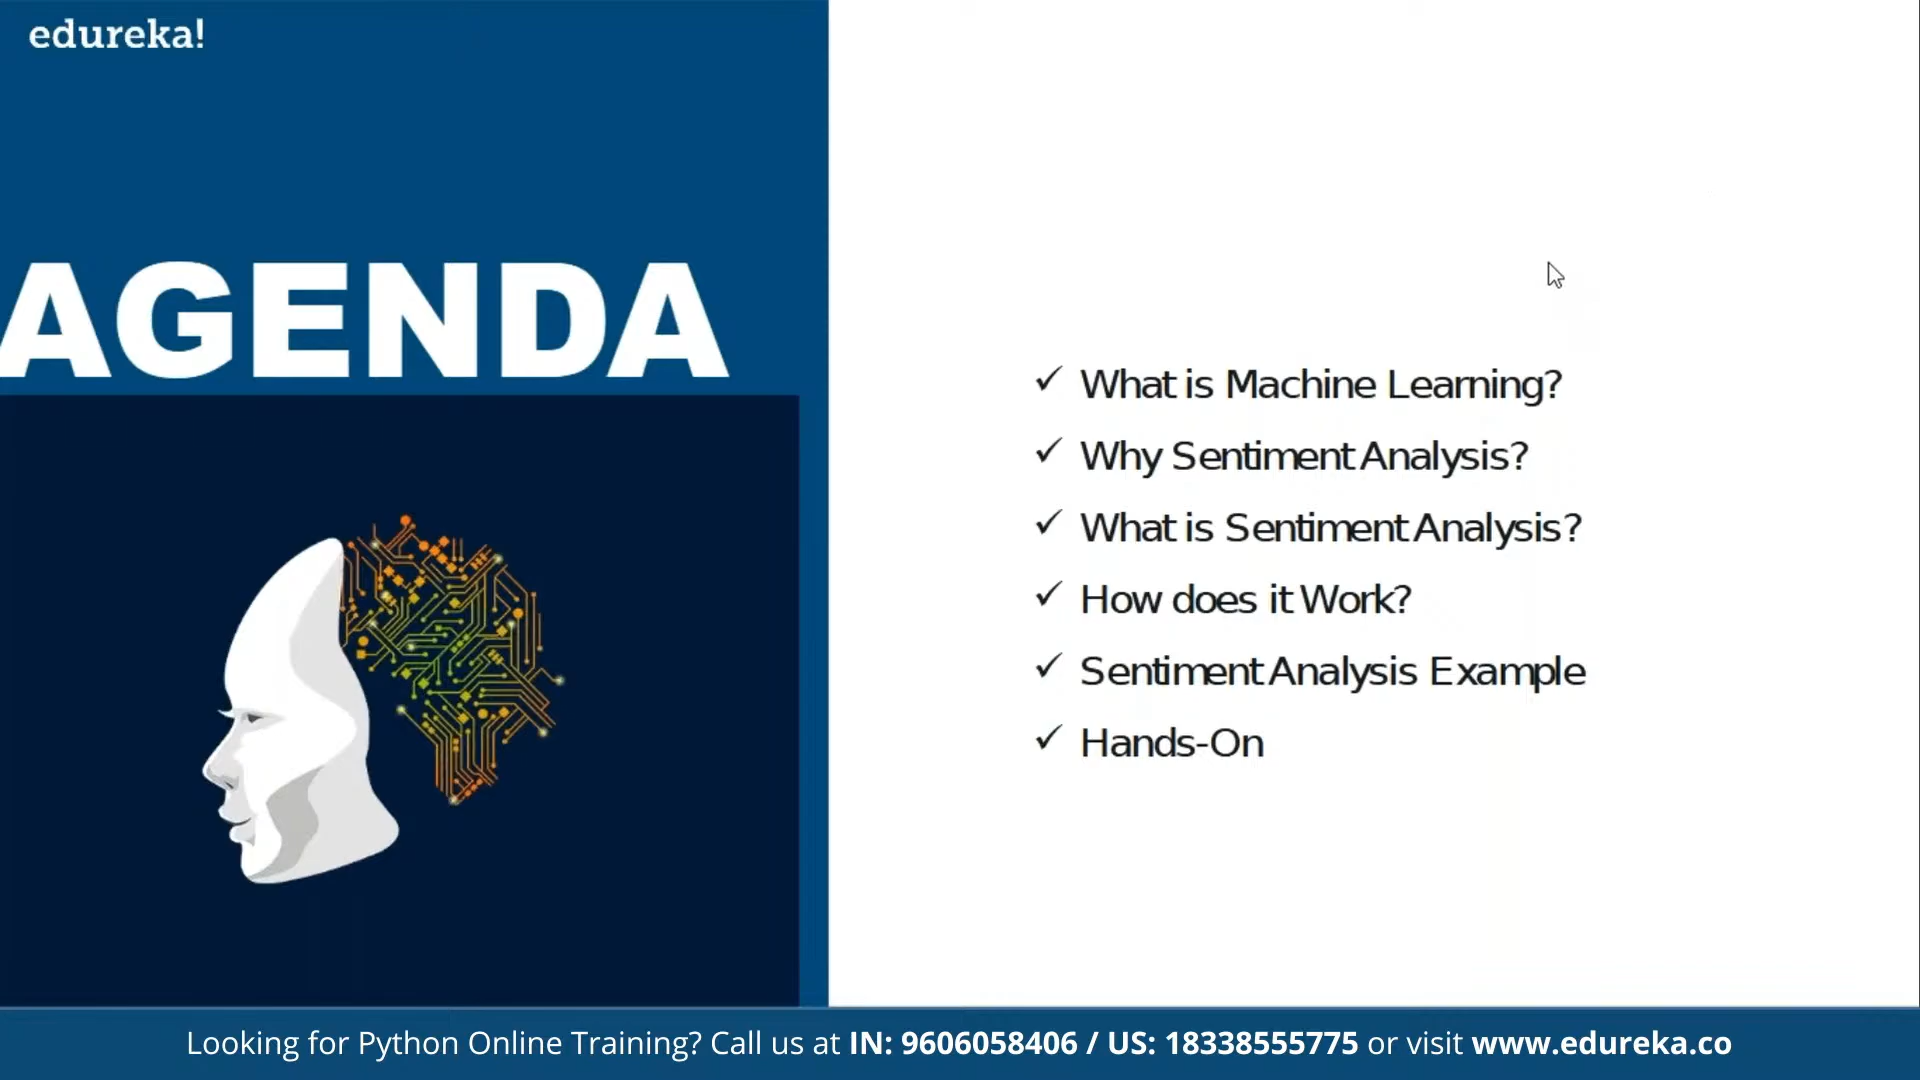 edureka!
AGENDA
✓ What is Machine Learning?
✓ Why Sentiment Analysis?
✓ What is Sentiment Analysis?
✓ How does it Work?
✓ Sentiment Analysis Example
✓ Hands-On
Looking for Python Online Training? Call us at IN: 9606058406 / US: 18338555775 or visit www.edureka.co